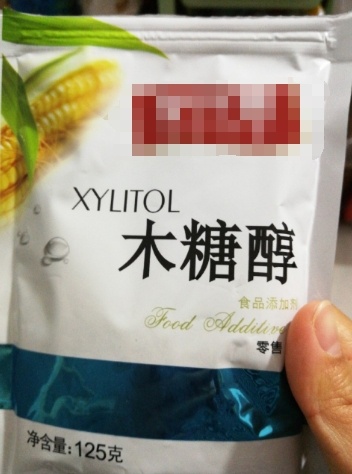 XYLITOL
木糖醇
食品添加剂
Food Additive
零售
净含量:125克